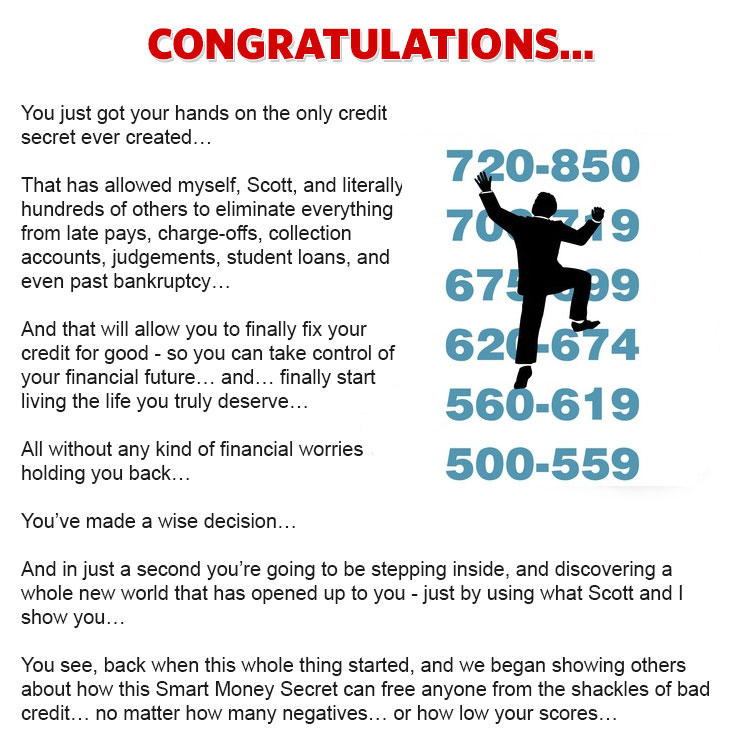 CONGRATULATIONS...
You just got your hands on the only credit
secret ever created…
That has allowed myself, Scott, and literally
hundreds of others to eliminate everything
from late pays, charge-offs, collection
accounts, judgements, student loans, and
even past bankruptcy…
And that will allow you to finally fix your
credit for good - so you can take control of
your financial future… and… finally start
living the life you truly deserve…
All without any kind of financial worries
holding you back…
720-850
700-719
675-699
620-674
560-619
500-559
You’ve made a wise decision…
And in just a second you’re going to be stepping inside, and discovering a
whole new world that has opened up to you - just by using what Scott and I
show you…
You see, back when this whole thing started, and we began showing others
about how this Smart Money Secret can free anyone from the shackles of bad
credit… no matter how many negatives… or how low your scores…